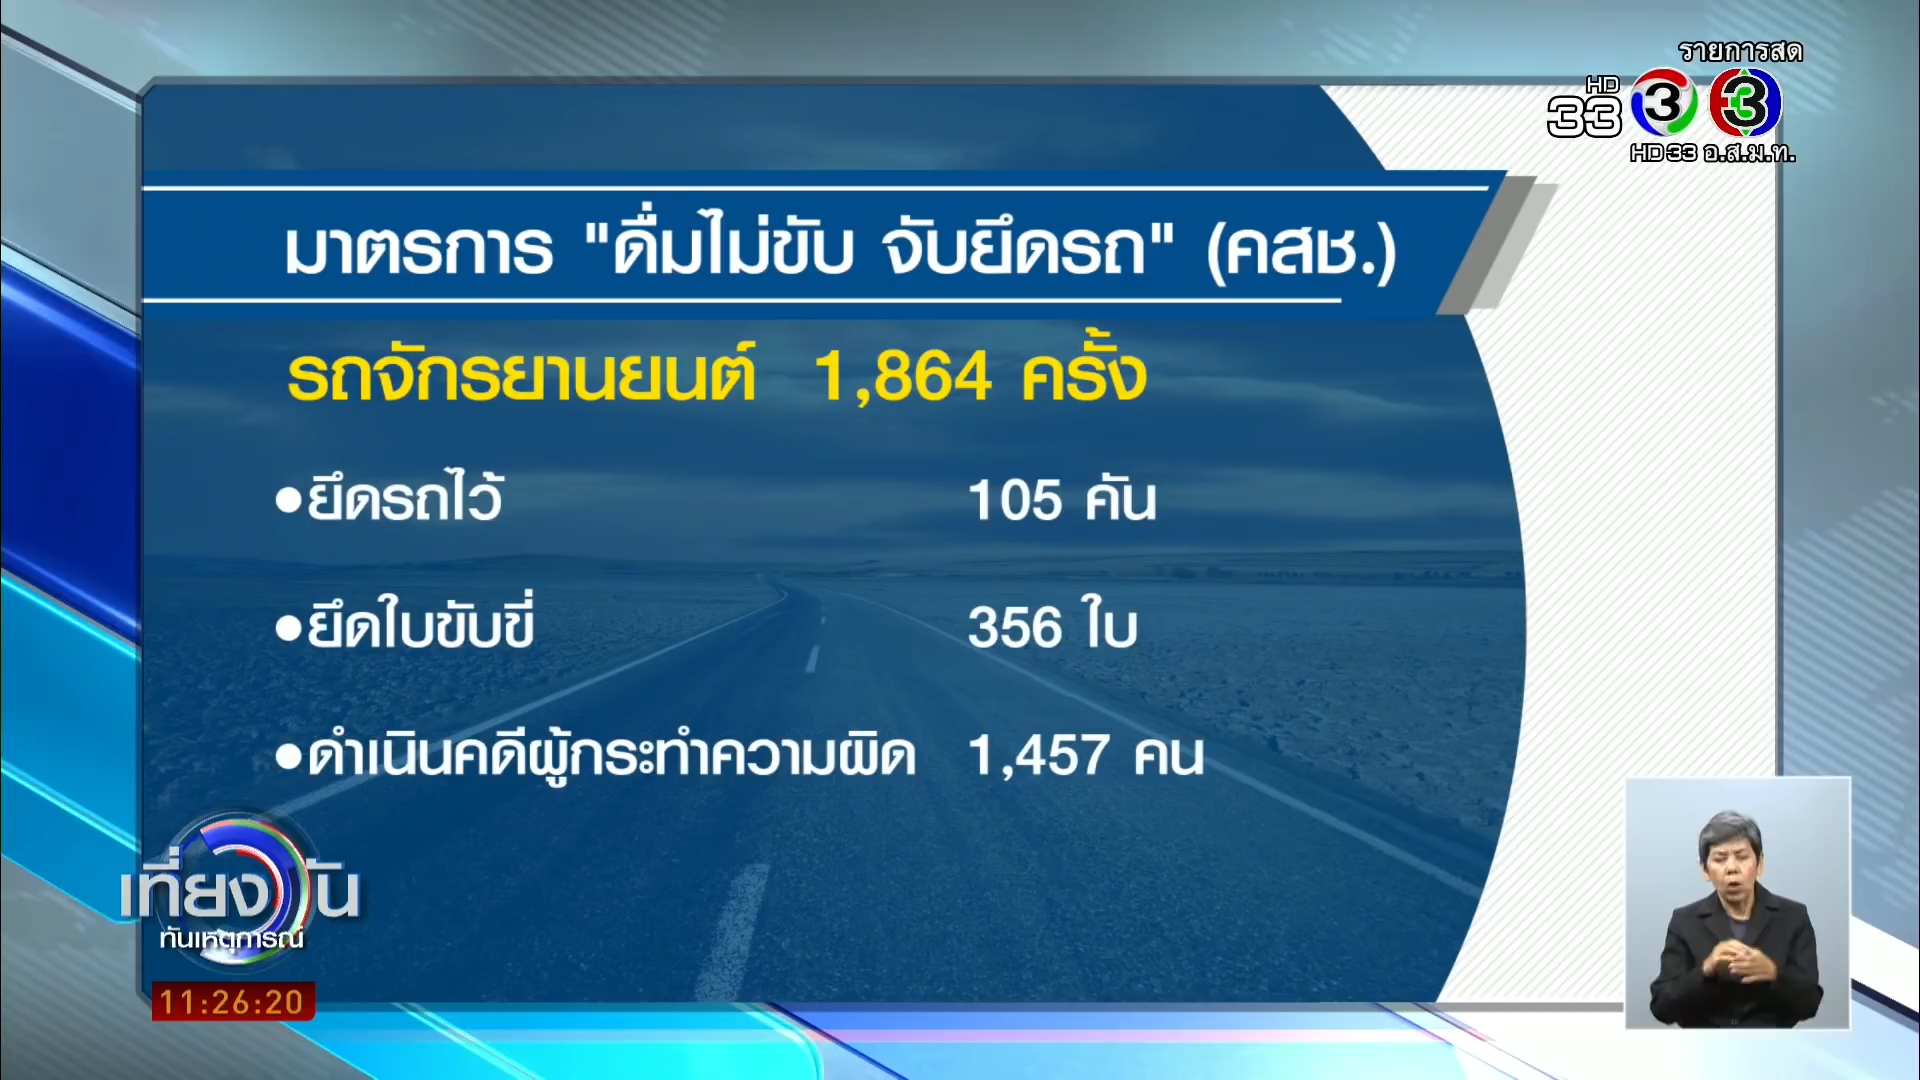 รายการสด
HD
33 3 3
HD 33 อ.ส.ม.ท.
มาตรการ "ดื่มไม่ขับ จับยึดรถ" (คสช.)
รถจักรยานยนต์ 1,864 ครั้ง
•ยึดรถไว้ 105 คัน
•ยึดใบขับขี่ 356 ใบ
•ดำเนินคดีผู้กระทำความผิด 1,457 คน
เที่ยงวัน
ทันเหตุการณ์
11:26:20